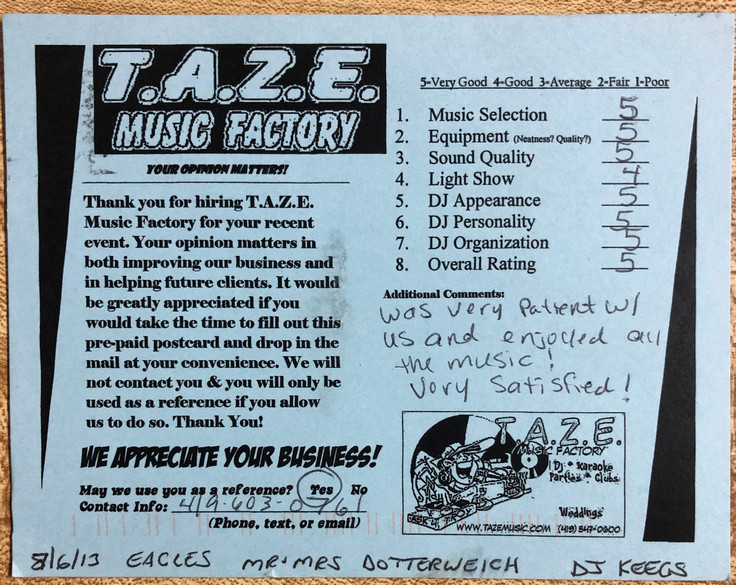 T.A.Z.E.
MUSIC FACTORY
YOUR OPINION MATTERS!
Thank you for hiring T.A.Z.E.
Music Factory for your recent
event. Your opinion matters in
both improving our business and
in helping future clients. It would
be greatly appreciated if you
would take the time to fill out this
pre-paid postcard and drop in the
mail at your convenience. We will
not contact you & you will only be
used as a reference if you allow
us to do so. Thank You!
WE APPRECIATE YOUR BUSINESS!
May we use you as a reference? Yes No
Contact Info: 419-603-0761
(Phone, text, or email)
5-Very Good 4-Good 3-Average 2-Fair 1-Poor
1. Music Selection 5
2. Equipment (Neatness? Quality?) 5
3. Sound Quality 5
4. Light Show 4
5. DJ Appearance 5
6. DJ Personality 5
7. DJ Organization 5
8. Overall Rating 5
Additional Comments:
Was very Patient w/
us and enjoyed all
the music!
Very Satisfied!
T.A.Z.E.
MUSIC FACTORY
Dj * Karaoke
Parties * Clubs
Weddings
ASK 4 TROY
WWW.TAZEMUSIC.COM (419) 547-0600
8/6/13 EAGLES MR+MRS DOTTERWEICH DJ KEEGS